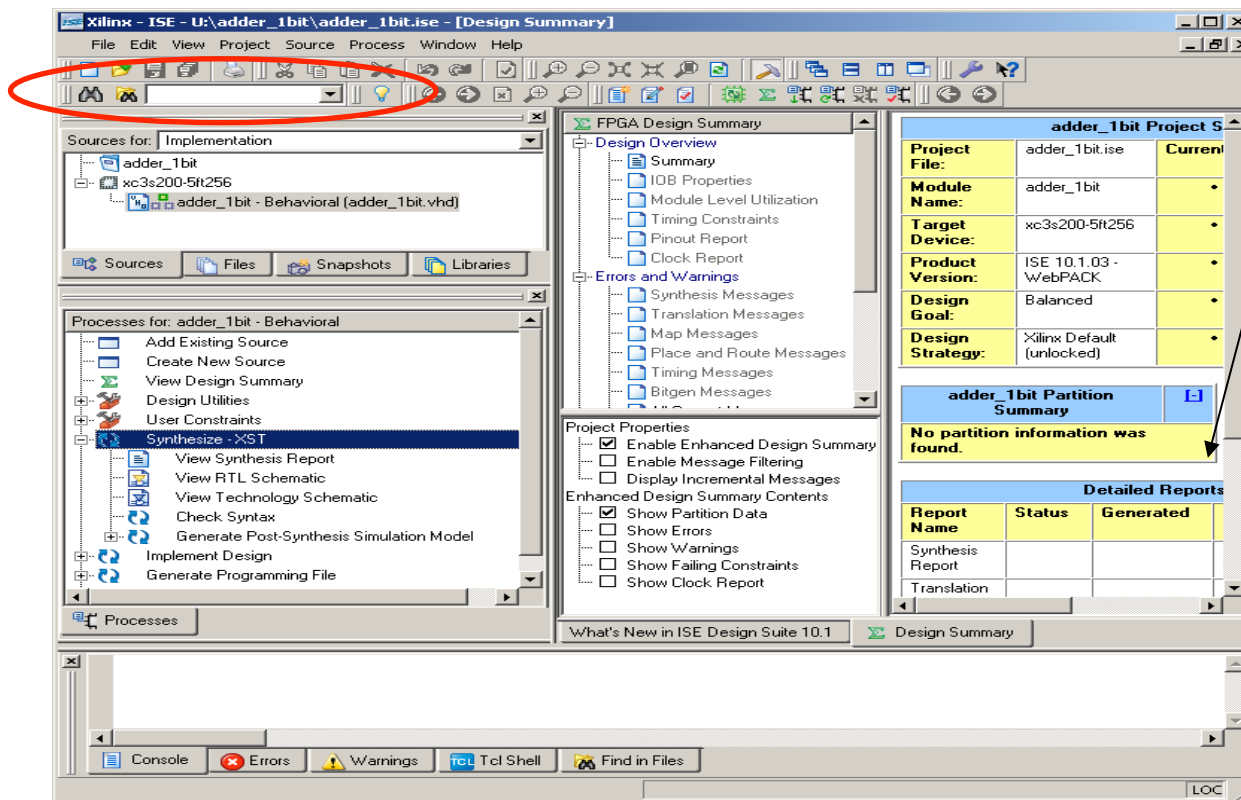 Xilinx - ISE - U:\adder_1bit\adder_1bit.ise - [Design Summary]
File Edit View Project Source Process Window Help
Sources for: Implementation
adder_1bit
xc3s200-5ft256
adder_1bit - Behavioral (adder_1bit.vhd)
Sources Files Snapshots Libraries
Processes for: adder_1bit - Behavioral
Add Existing Source
Create New Source
View Design Summary
Design Utilities
User Constraints
Synthesize - XST
View Synthesis Report
View RTL Schematic
View Technology Schematic
Check Syntax
Generate Post-Synthesis Simulation Model
Implement Design
Generate Programming File
Processes
FPGA Design Summary
Design Overview
Summary
IOB Properties
Module Level Utilization
Timing Constraints
Pinout Report
Clock Report
Errors and Warnings
Synthesis Messages
Translation Messages
Map Messages
Place and Route Messages
Timing Messages
Bitgen Messages
Project Properties
Enable Enhanced Design Summary
Enable Message Filtering
Display Incremental Messages
Enhanced Design Summary Contents
Show Partition Data
Show Errors
Show Warnings
Show Failing Constraints
Show Clock Report
adder_1bit Project S
Project File: adder_1bit.ise Curren
Module Name: adder_1bit •
Target Device: xc3s200-5ft256 •
Product Version: ISE 10.1.03 - WebPACK •
Design Goal: Balanced •
Design Strategy: Xilinx Default (unlocked) •
adder_1bit Partition Summary [-]
No partition information was found.
Detailed Reports
Report Name Status Generated
Synthesis Report
Translation
What's New in ISE Design Suite 10.1 Design Summary
Console Errors Warnings Tcl Shell Find in Files
LOC